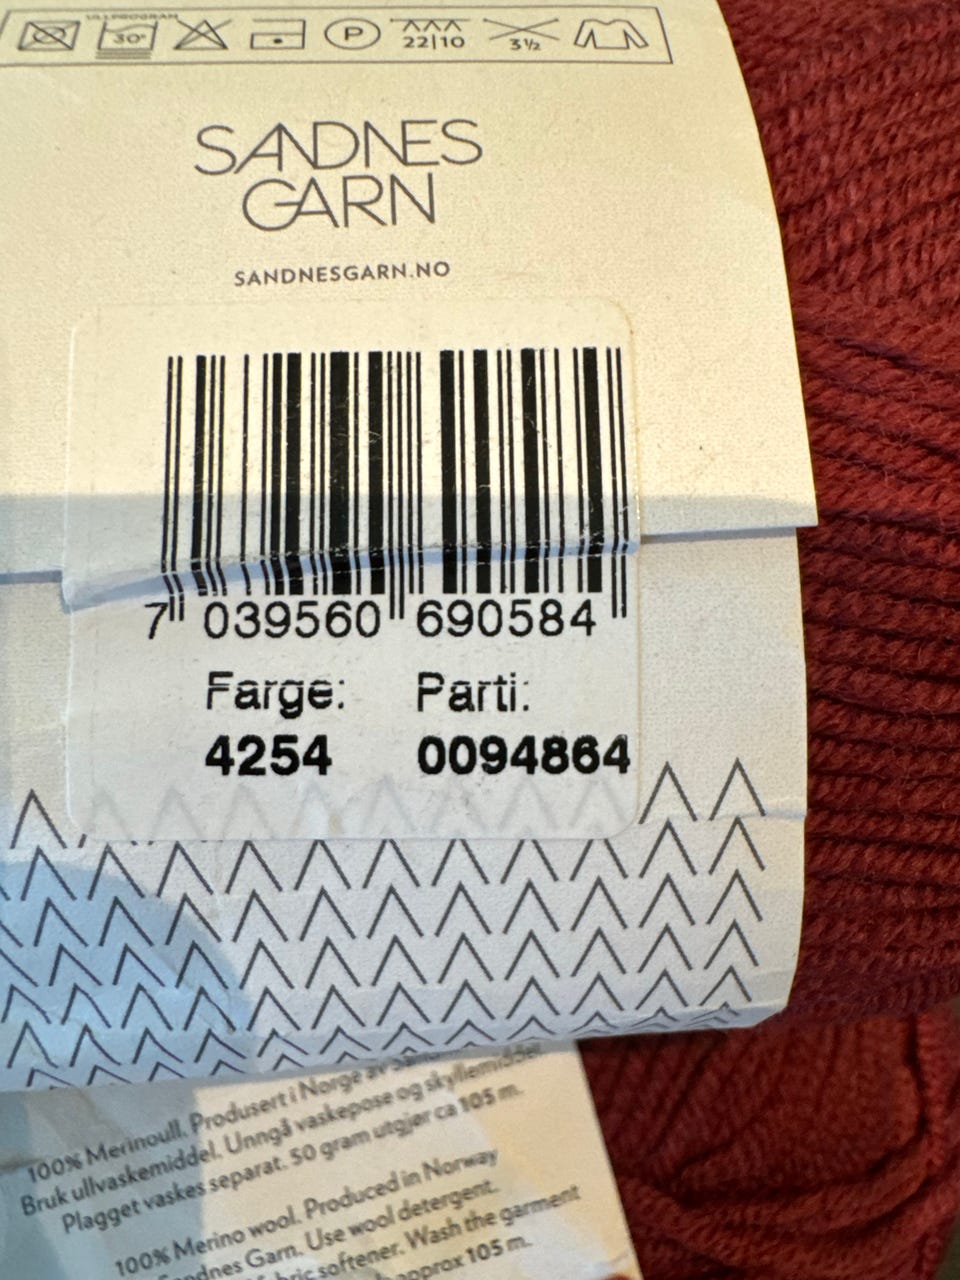 ULLPROGRAM
30°
P
22|10
3½
SANDNES
GARN
SANDNESGARN.NO
7 039560 690584
Farge: Parti:
4254 0094864
100% Merinoull. Produsert i Norge av
Bruk ullvaskemiddel. Unngå vaskepose og skyllemiddel.
Plagget vaskes separat. 50 gram utgjør ca 105 m.
100% Merino wool. Produced in Norway
Sandnes Garn. Use wool detergent.
softener. Wash the garment
approx 105 m.